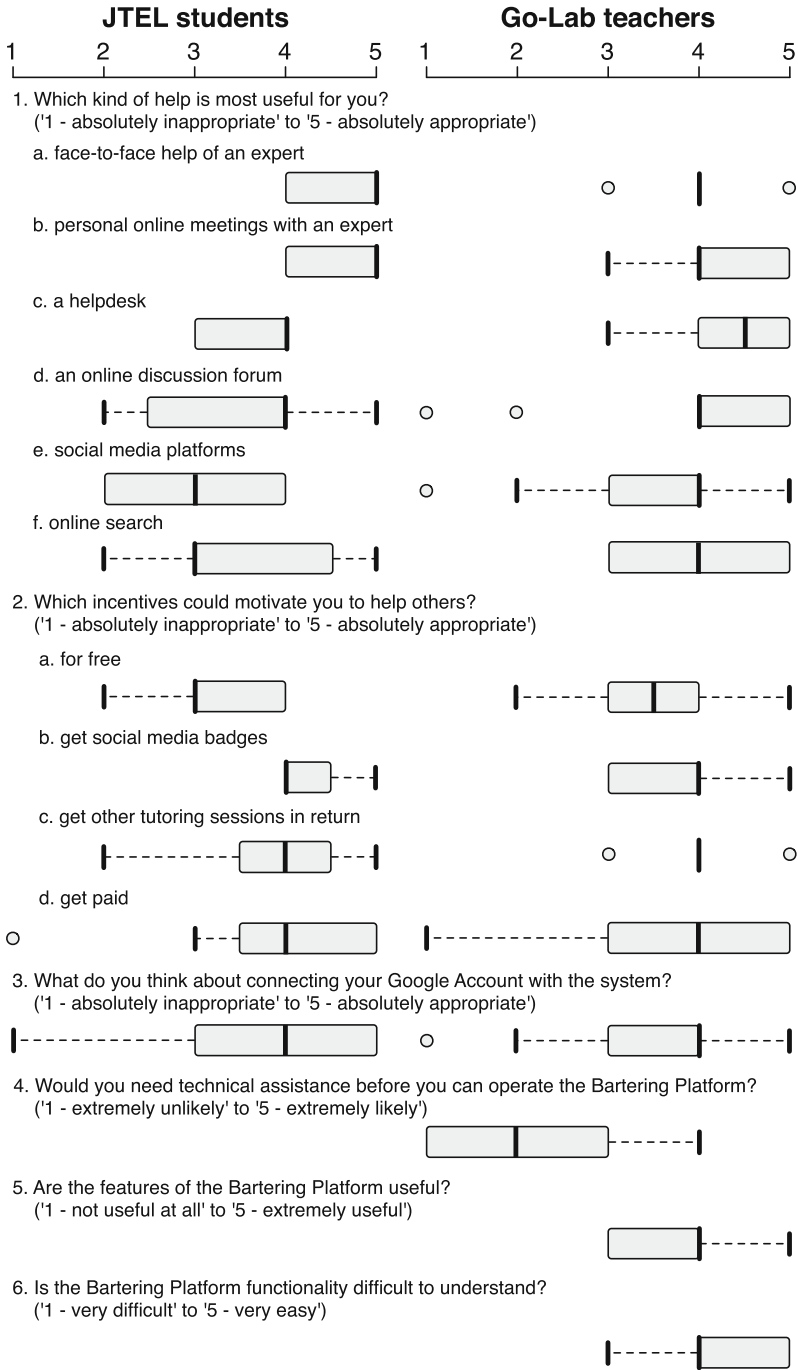 JTEL students Go-Lab teachers
1 2 3 4 5 1 2 3 4 5
1. Which kind of help is most useful for you?
('1 - absolutely inappropriate' to '5 - absolutely appropriate')
a. face-to-face help of an expert
b. personal online meetings with an expert
c. a helpdesk
d. an online discussion forum
e. social media platforms
f. online search
2. Which incentives could motivate you to help others?
('1 - absolutely inappropriate' to '5 - absolutely appropriate')
a. for free
b. get social media badges
c. get other tutoring sessions in return
d. get paid
3. What do you think about connecting your Google Account with the system?
('1 - absolutely inappropriate' to '5 - absolutely appropriate')
4. Would you need technical assistance before you can operate the Bartering Platform?
('1 - extremely unlikely' to '5 - extremely likely')
5. Are the features of the Bartering Platform useful?
('1 - not useful at all' to '5 - extremely useful')
6. Is the Bartering Platform functionality difficult to understand?
('1 - very difficult' to '5 - very easy')